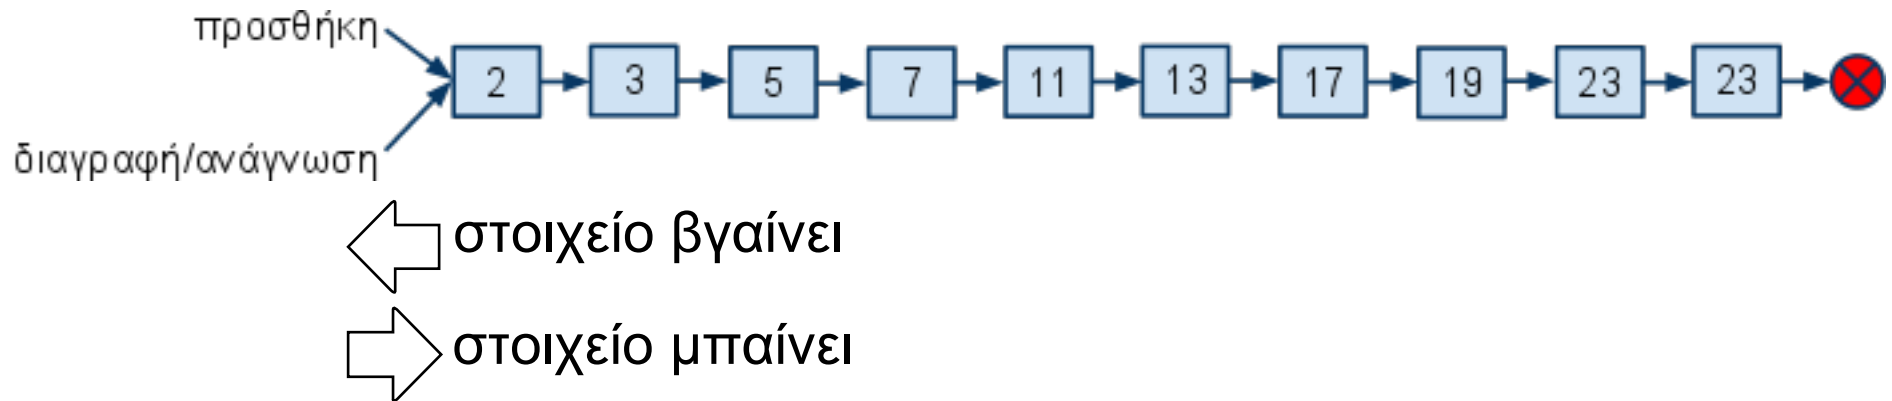 προσθήκη
2 3 5 7 11 13 17 19 23 23
διαγραφή/ανάγνωση
στοιχείο βγαίνει
στοιχείο μπαίνει